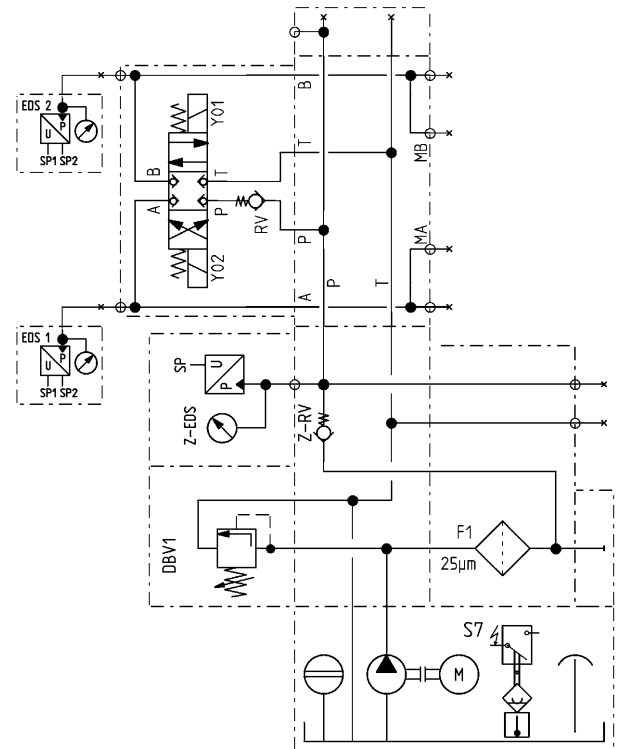 EDS 2
U
P
SP1 SP2
Y01
B
A
T
P
RV
Y02
B
T
P
A
P
T
MB
MA
EDS 1
U
P
SP1 SP2
SP
U
P
Z-EDS
Z-RV
DBV1
F1
25µm
S7
M